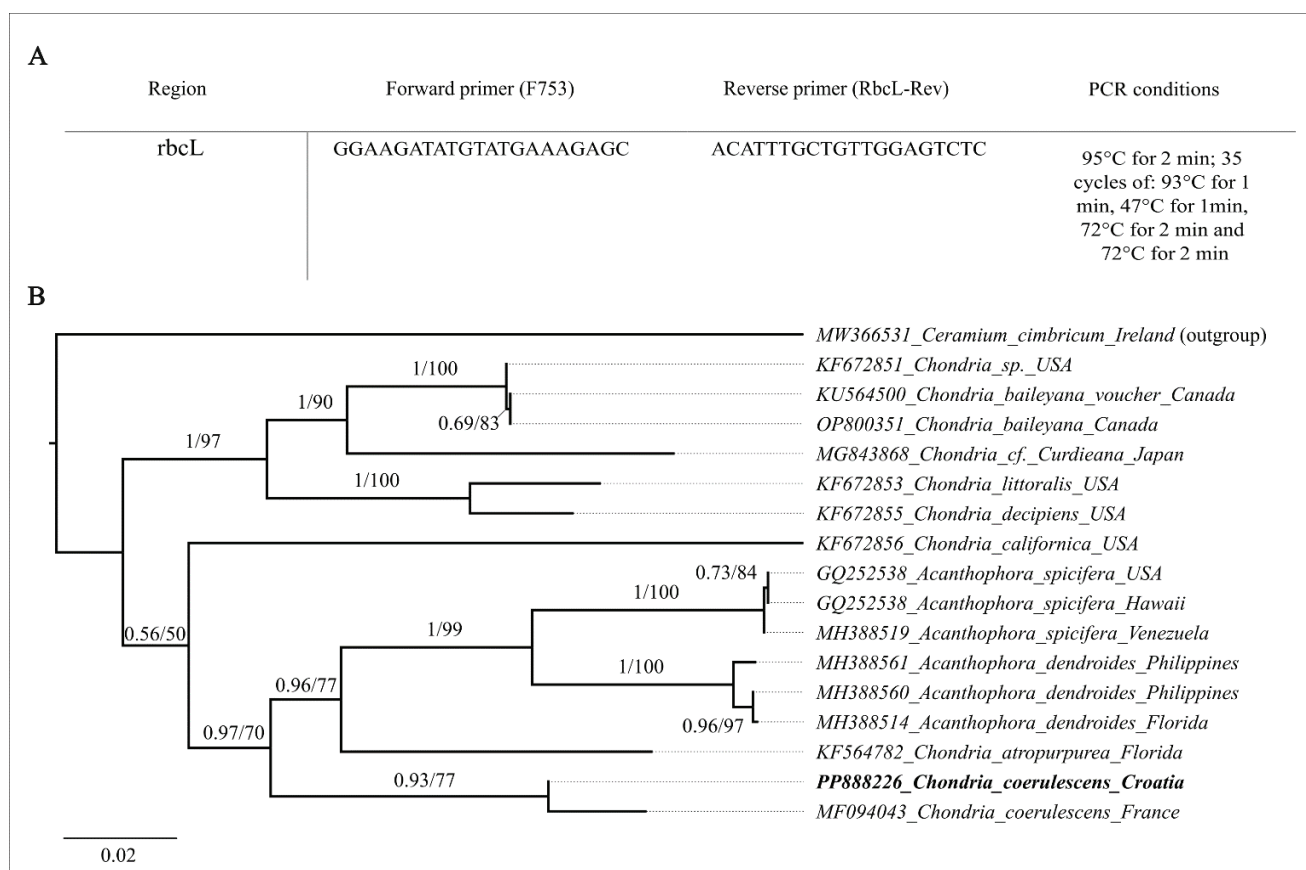 A
Region Forward primer (F753) Reverse primer (RbcL-Rev) PCR conditions
rbcL GGAAGATATGTATGAAAGAGC ACATTTGCTGTTGGAGTCTC 95°C for 2 min; 35
cycles of: 93°C for 1
min, 47°C for 1min,
72°C for 2 min and
72°C for 2 min
B
MW366531_Ceramium_cimbricum_Ireland (outgroup)
1/100 KF672851_Chondria_sp._USA
1/90 KU564500_Chondria_baileyana_voucher_Canada
0.69/83 OP800351_Chondria_baileyana_Canada
1/97 MG843868_Chondria_cf._Curdieana_Japan
1/100 KF672853_Chondria_littoralis_USA
KF672855_Chondria_decipiens_USA
KF672856_Chondria_californica_USA
0.73/84 GQ252538_Acanthophora_spicifera_USA
1/100 GQ252538_Acanthophora_spicifera_Hawaii
0.56/50 1/99 MH388519_Acanthophora_spicifera_Venezuela
1/100 MH388561_Acanthophora_dendroides_Philippines
0.96/77 MH388560_Acanthophora_dendroides_Philippines
0.97/70 0.96/97 MH388514_Acanthophora_dendroides_Florida
KF564782_Chondria_atropurpurea_Florida
0.93/77 PP888226_Chondria_coerulescens_Croatia
MF094043_Chondria_coerulescens_France
0.02